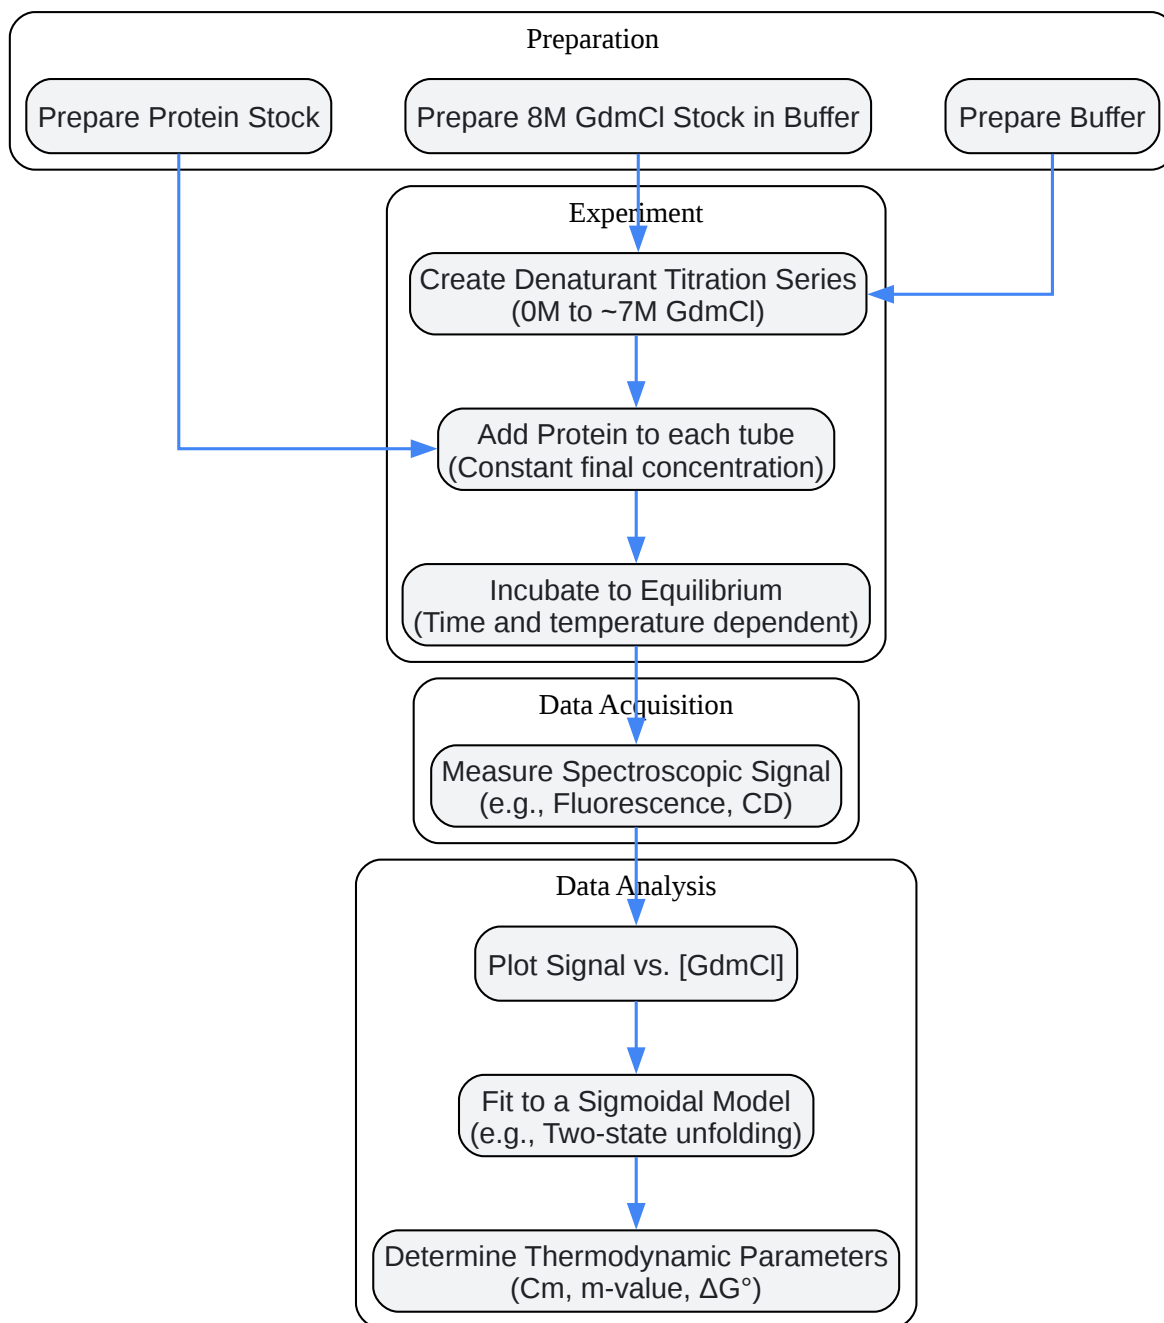 Preparation
Prepare Protein Stock
Prepare 8M GdmCl Stock in Buffer
Prepare Buffer
Experiment
Create Denaturant Titration Series
(0M to ~7M GdmCl)
Add Protein to each tube
(Constant final concentration)
Incubate to Equilibrium
(Time and temperature dependent)
Data Acquisition
Measure Spectroscopic Signal
(e.g., Fluorescence, CD)
Data Analysis
Plot Signal vs. [GdmCl]
Fit to a Sigmoidal Model
(e.g., Two-state unfolding)
Determine Thermodynamic Parameters
(Cm, m-value, ΔG°)